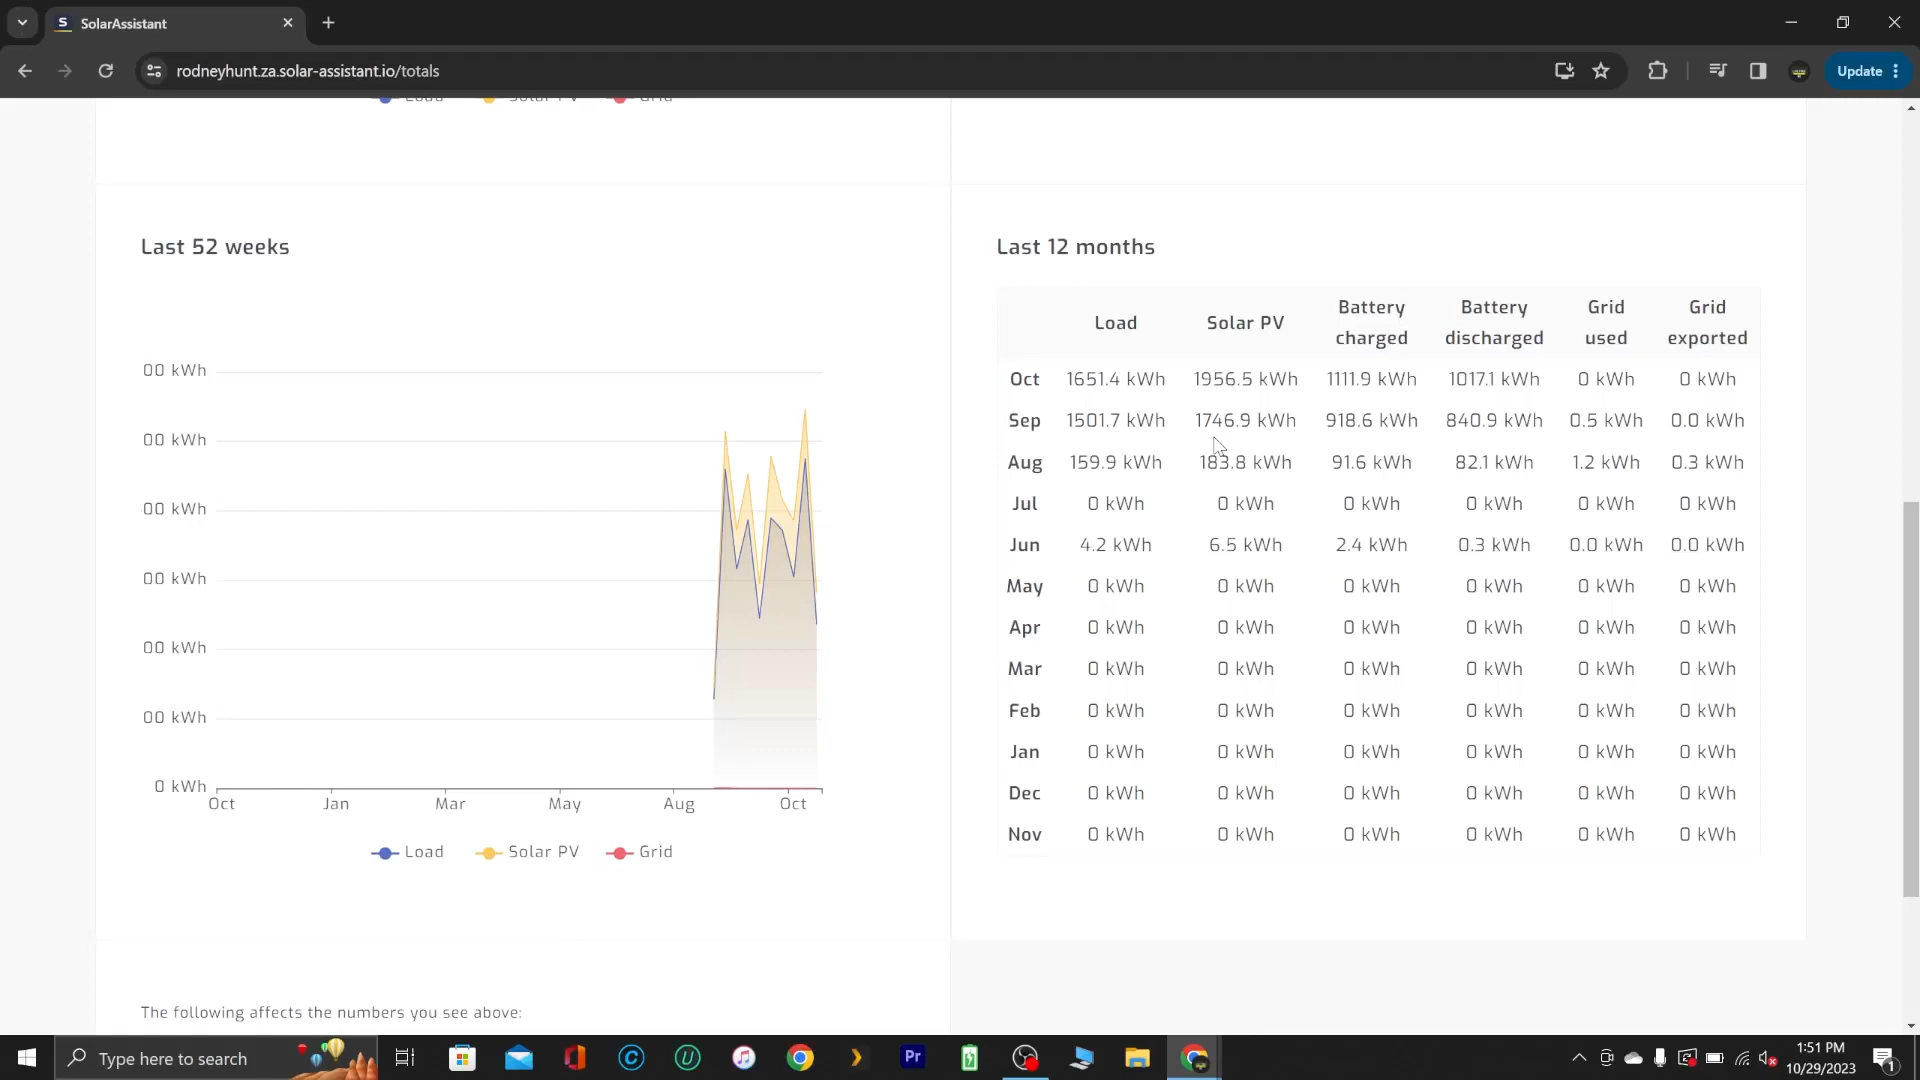 SolarAssistant
rodneyhunt.za.solar-assistant.io/totals
Update
Load Solar PV Grid
Last 52 weeks
00 kWh
00 kWh
00 kWh
00 kWh
00 kWh
00 kWh
0 kWh
Oct Jan Mar May Aug Oct
Load Solar PV Grid
Last 12 months
Load Solar PV Battery charged Battery discharged Grid used Grid exported
Oct 1651.4 kWh 1956.5 kWh 1111.9 kWh 1017.1 kWh 0 kWh 0 kWh
Sep 1501.7 kWh 1746.9 kWh 918.6 kWh 840.9 kWh 0.5 kWh 0.0 kWh
Aug 159.9 kWh 183.8 kWh 91.6 kWh 82.1 kWh 1.2 kWh 0.3 kWh
Jul 0 kWh 0 kWh 0 kWh 0 kWh 0 kWh 0 kWh
Jun 4.2 kWh 6.5 kWh 2.4 kWh 0.3 kWh 0.0 kWh 0.0 kWh
May 0 kWh 0 kWh 0 kWh 0 kWh 0 kWh 0 kWh
Apr 0 kWh 0 kWh 0 kWh 0 kWh 0 kWh 0 kWh
Mar 0 kWh 0 kWh 0 kWh 0 kWh 0 kWh 0 kWh
Feb 0 kWh 0 kWh 0 kWh 0 kWh 0 kWh 0 kWh
Jan 0 kWh 0 kWh 0 kWh 0 kWh 0 kWh 0 kWh
Dec 0 kWh 0 kWh 0 kWh 0 kWh 0 kWh 0 kWh
Nov 0 kWh 0 kWh 0 kWh 0 kWh 0 kWh 0 kWh
The following affects the numbers you see above:
Type here to search
1:51 PM
10/29/2023